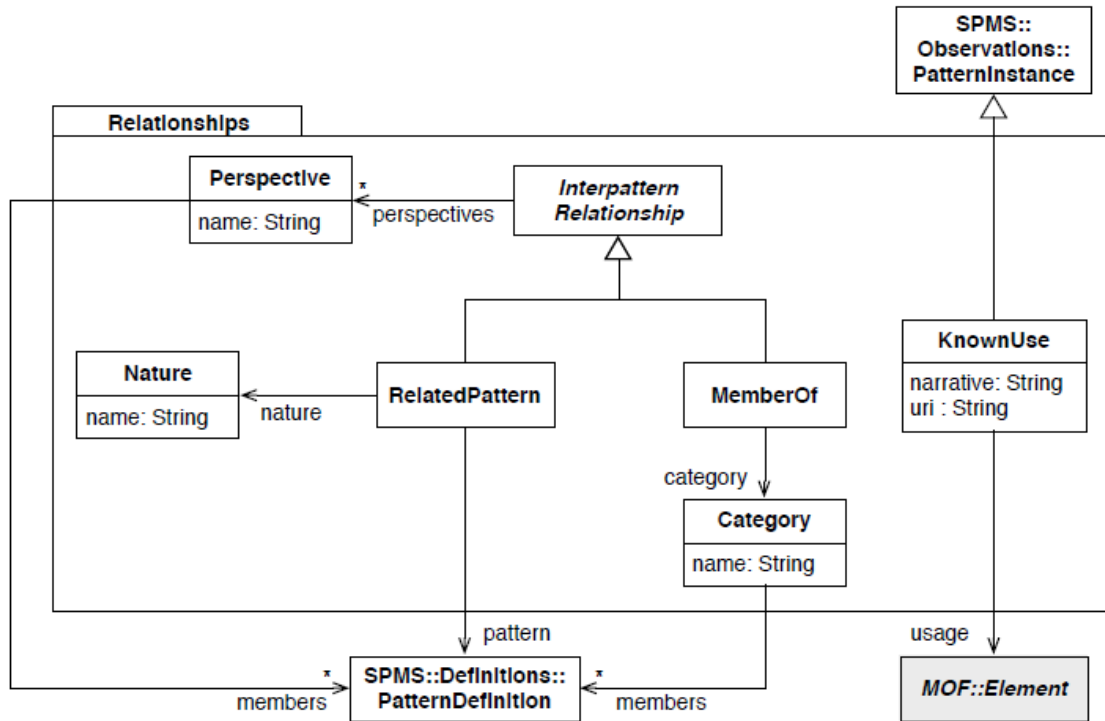 SPMS::
Observations::
PatternInstance
Relationships
Perspective
name: String
*
perspectives
Interpattern
Relationship
Nature
name: String
nature
RelatedPattern
MemberOf
KnownUse
narrative: String
uri : String
category
Category
name: String
pattern
usage
*
members
SPMS::Definitions::
PatternDefinition
*
members
MOF::Element